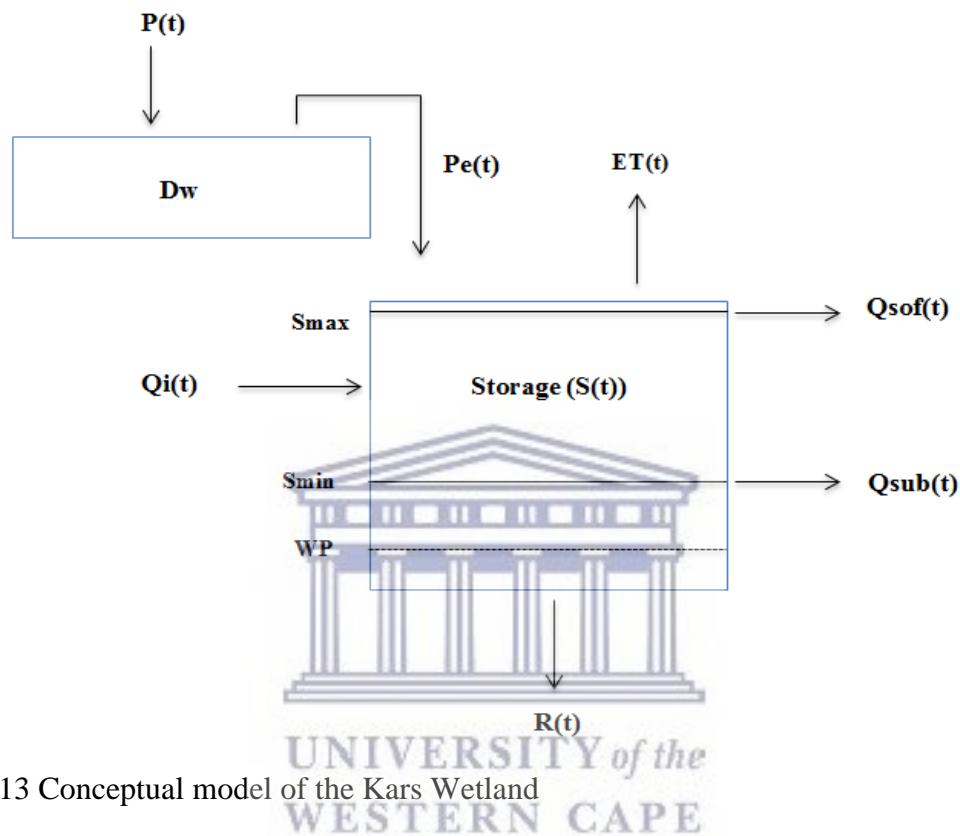 P(t)
Dw
Pe(t)
ET(t)
Smax
Qsof(t)
Qi(t)
Storage (S(t))
Smin
Qsub(t)
WP
R(t)
UNIVERSITY of the
13 Conceptual model of the Kars Wetland
WESTERN CAPE